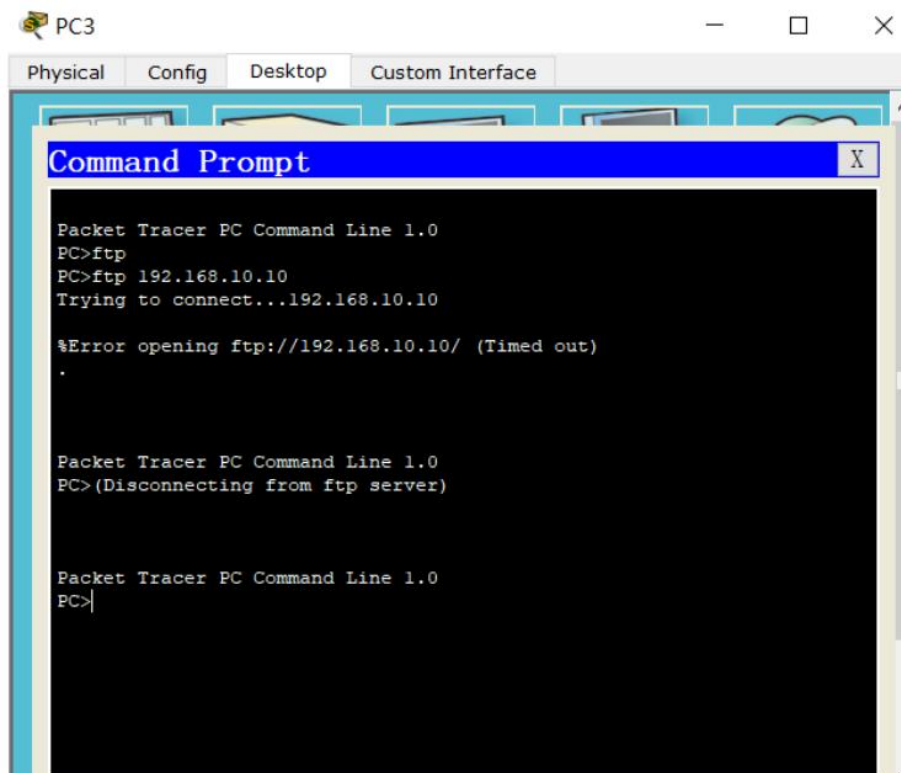 PC3
Physical Config Desktop Custom Interface
Command Prompt X
Packet Tracer PC Command Line 1.0
PC>ftp
PC>ftp 192.168.10.10
Trying to connect...192.168.10.10
%Error opening ftp://192.168.10.10/ (Timed out)
.
Packet Tracer PC Command Line 1.0
PC>(Disconnecting from ftp server)
Packet Tracer PC Command Line 1.0
PC>